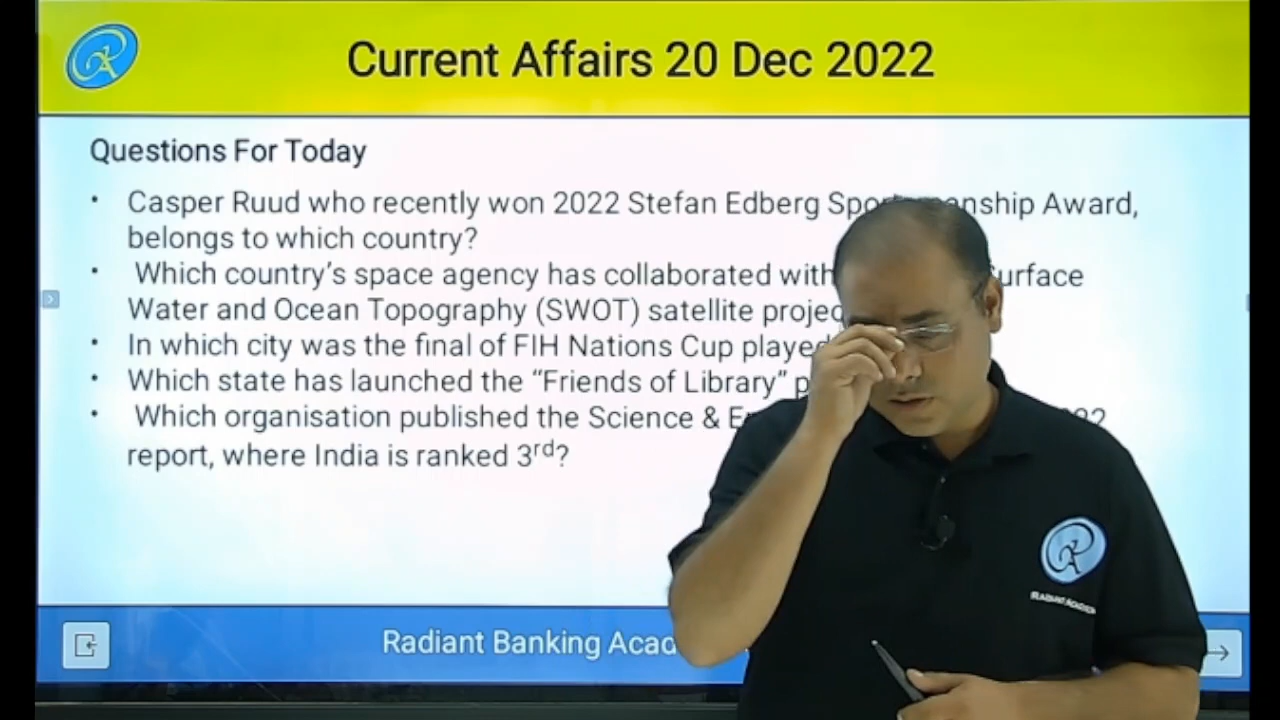 Current Affairs 20 Dec 2022
Questions For Today
• Casper Ruud who recently won 2022 Stefan Edberg Sportsmanship Award,
belongs to which country?
• Which country's space agency has collaborated with Surface
Water and Ocean Topography (SWOT) satellite
• In which city was the final of FIH Nations Cup played
• Which state has launched the “Friends of Library”
• Which organisation published the Science &
report, where India is ranked 3rd?
Radiant Banking